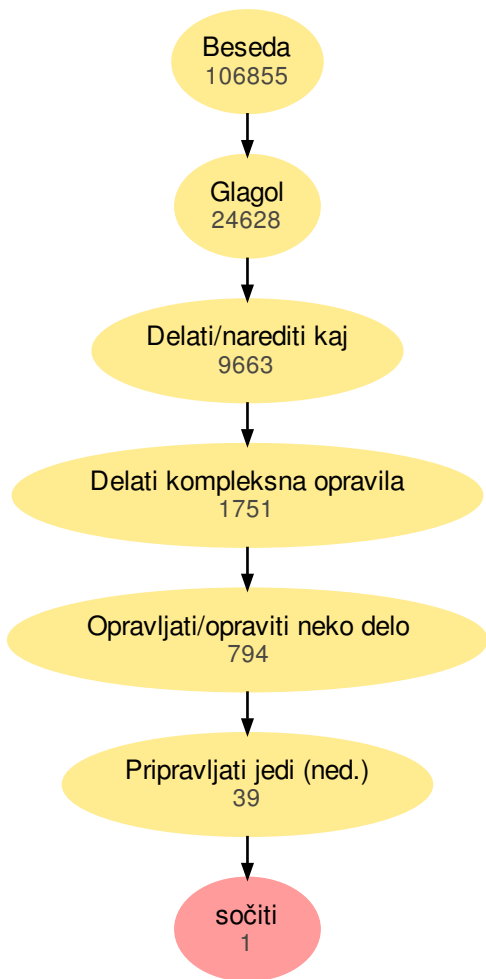 Beseda
106855
Glagol
24628
Delati/narediti kaj
9663
Delati kompleksna opravila
1751
Opravljati/opraviti neko delo
794
Pripravljati jedi (ned.)
39
sočiti
1